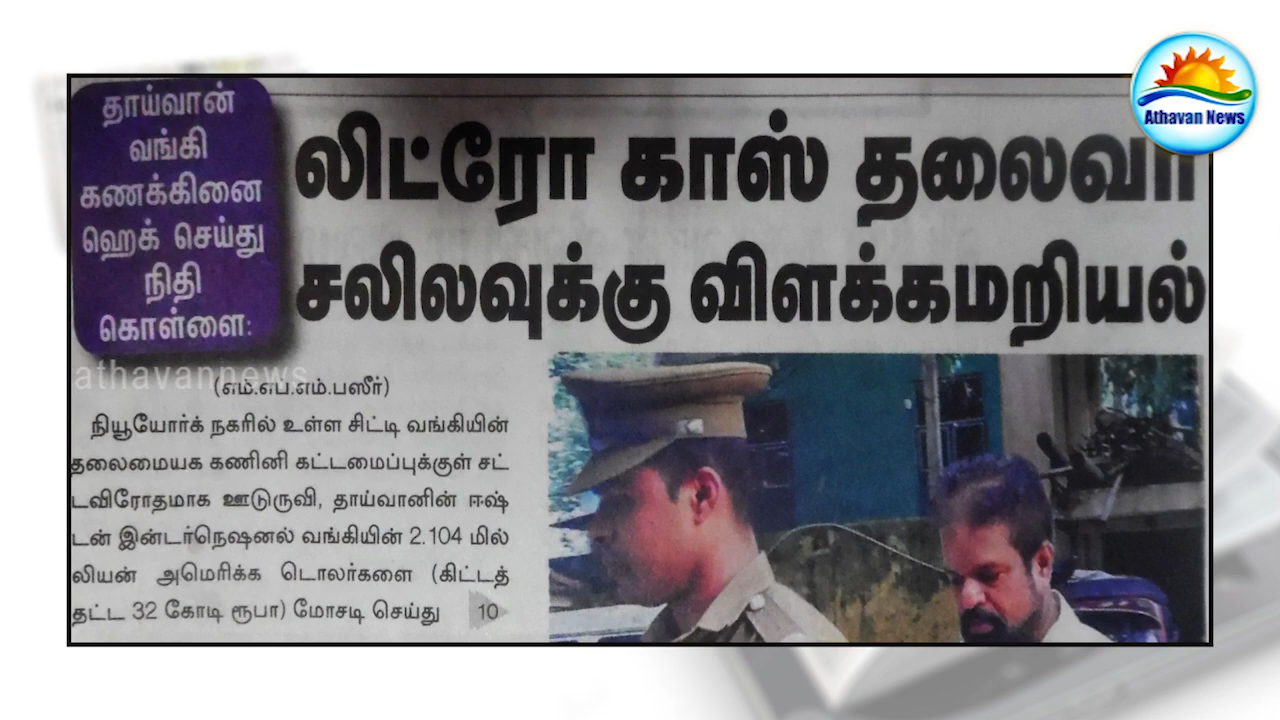 Athavan News
தாய்வான்
வங்கி
கணக்கினை
ஹெக் செய்து
நிதி
கொள்ளை:
லிட்ரோ காஸ் தலைவர்
சலிலவுக்கு விளக்கமறியல்
athavannews
(எம்.எப்.எம்.பஸீர்)
நியூயோர்க் நகரில் உள்ள சிட்டி வங்கியின்
தலைமையக கணினி கட்டமைப்புக்குள் சட்
டவிரோதமாக ஊடுருவி, தாய்வானின் ஈஷ்
டன் இன்டர்நெஷனல் வங்கியின் 2.104 மில்
லியன் அமெரிக்க டொலர்களை (கிட்டத்
தட்ட 32 கோடி ரூபா) மோசடி செய்து 10